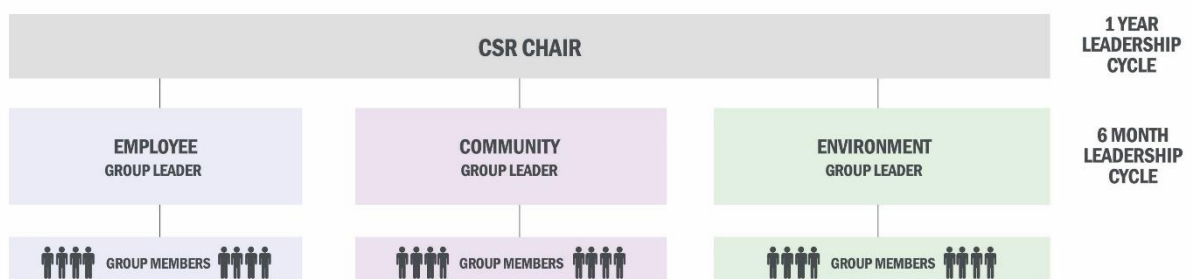 CSR CHAIR
1 YEAR
LEADERSHIP
CYCLE
EMPLOYEE
GROUP LEADER
COMMUNITY
GROUP LEADER
ENVIRONMENT
GROUP LEADER
6 MONTH
LEADERSHIP
CYCLE
GROUP MEMBERS
GROUP MEMBERS
GROUP MEMBERS